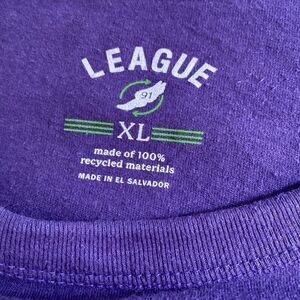 LEAGUE
91
XL
made of 100%
recycled materials
MADE IN EL SALVADOR